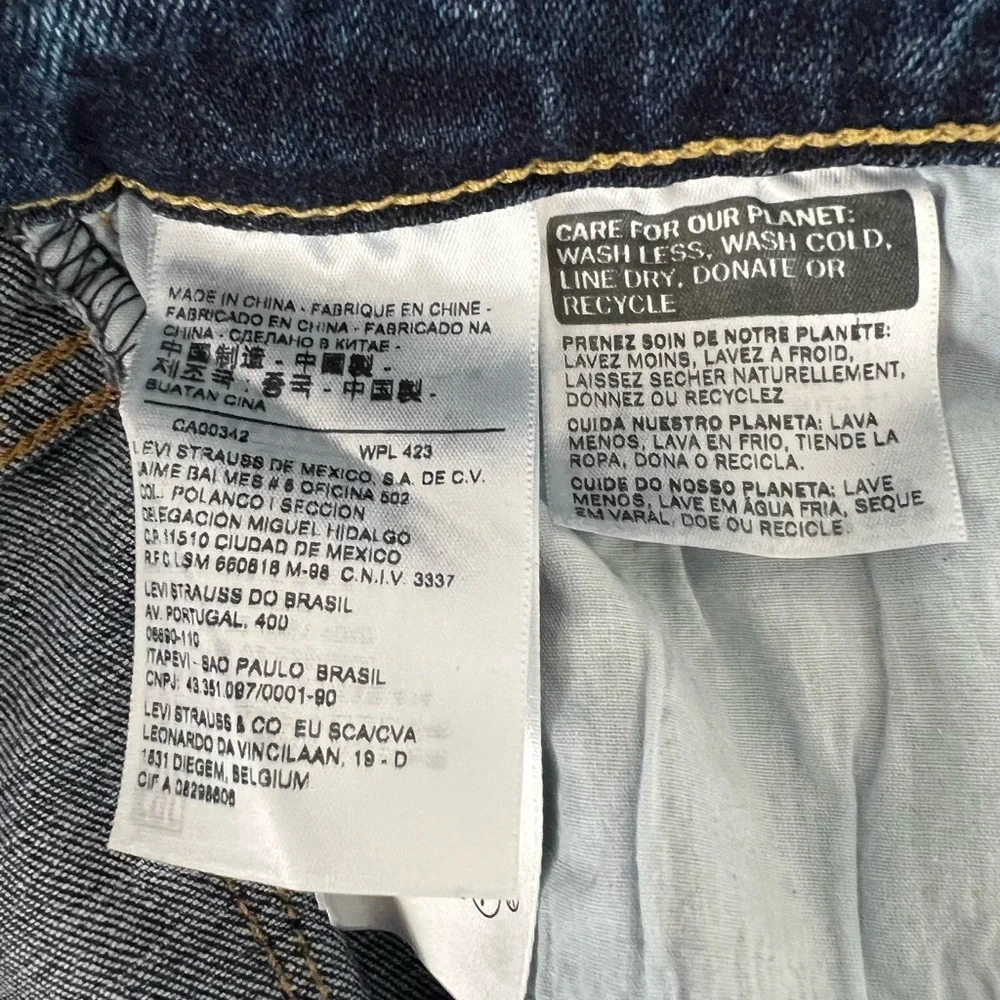 MADE IN CHINA - FABRIQUE EN CHINE -
FABRICADO EN CHINA - FABRICADO NA
CHINA - СДЕЛАНО В КИТАЕ -
中国制造 - 中國製 -
제조국 : 중국 - 中国製 -
BUATAN CINA
CA00342
WPL 423
LEVI STRAUSS DE MEXICO, S.A. DE C.V.
JAIME BALMES # 8 OFICINA 502
COL. POLANCO I SECCION
DELEGACION MIGUEL HIDALGO
C.P. 11510 CIUDAD DE MEXICO
R.F.C. LSM 660618 M-98 C.N.I.V. 3337
LEVI STRAUSS DO BRASIL
AV. PORTUGAL, 400
06690-110
ITAPEVI - SAO PAULO BRASIL
CNPJ: 43.351.097/0001-90
LEVI STRAUSS & CO. EU SCA/CVA
LEONARDO DA VINCILAAN, 19 - D
1831 DIEGEM, BELGIUM
CIF A 08298606
CARE FOR OUR PLANET:
WASH LESS, WASH COLD,
LINE DRY, DONATE OR
RECYCLE
PRENEZ SOIN DE NOTRE PLANÈTE:
LAVEZ MOINS, LAVEZ A FROID,
LAISSEZ SECHER NATURELLEMENT,
DONNEZ OU RECYCLEZ
CUIDA NUESTRO PLANETA: LAVA
MENOS, LAVA EN FRIO, TIENDE LA
ROPA, DONA O RECICLA.
CUIDE DO NOSSO PLANETA: LAVE
MENOS, LAVE EM ÁGUA FRIA, SEQUE
EM VARAL, DOE OU RECICLE.